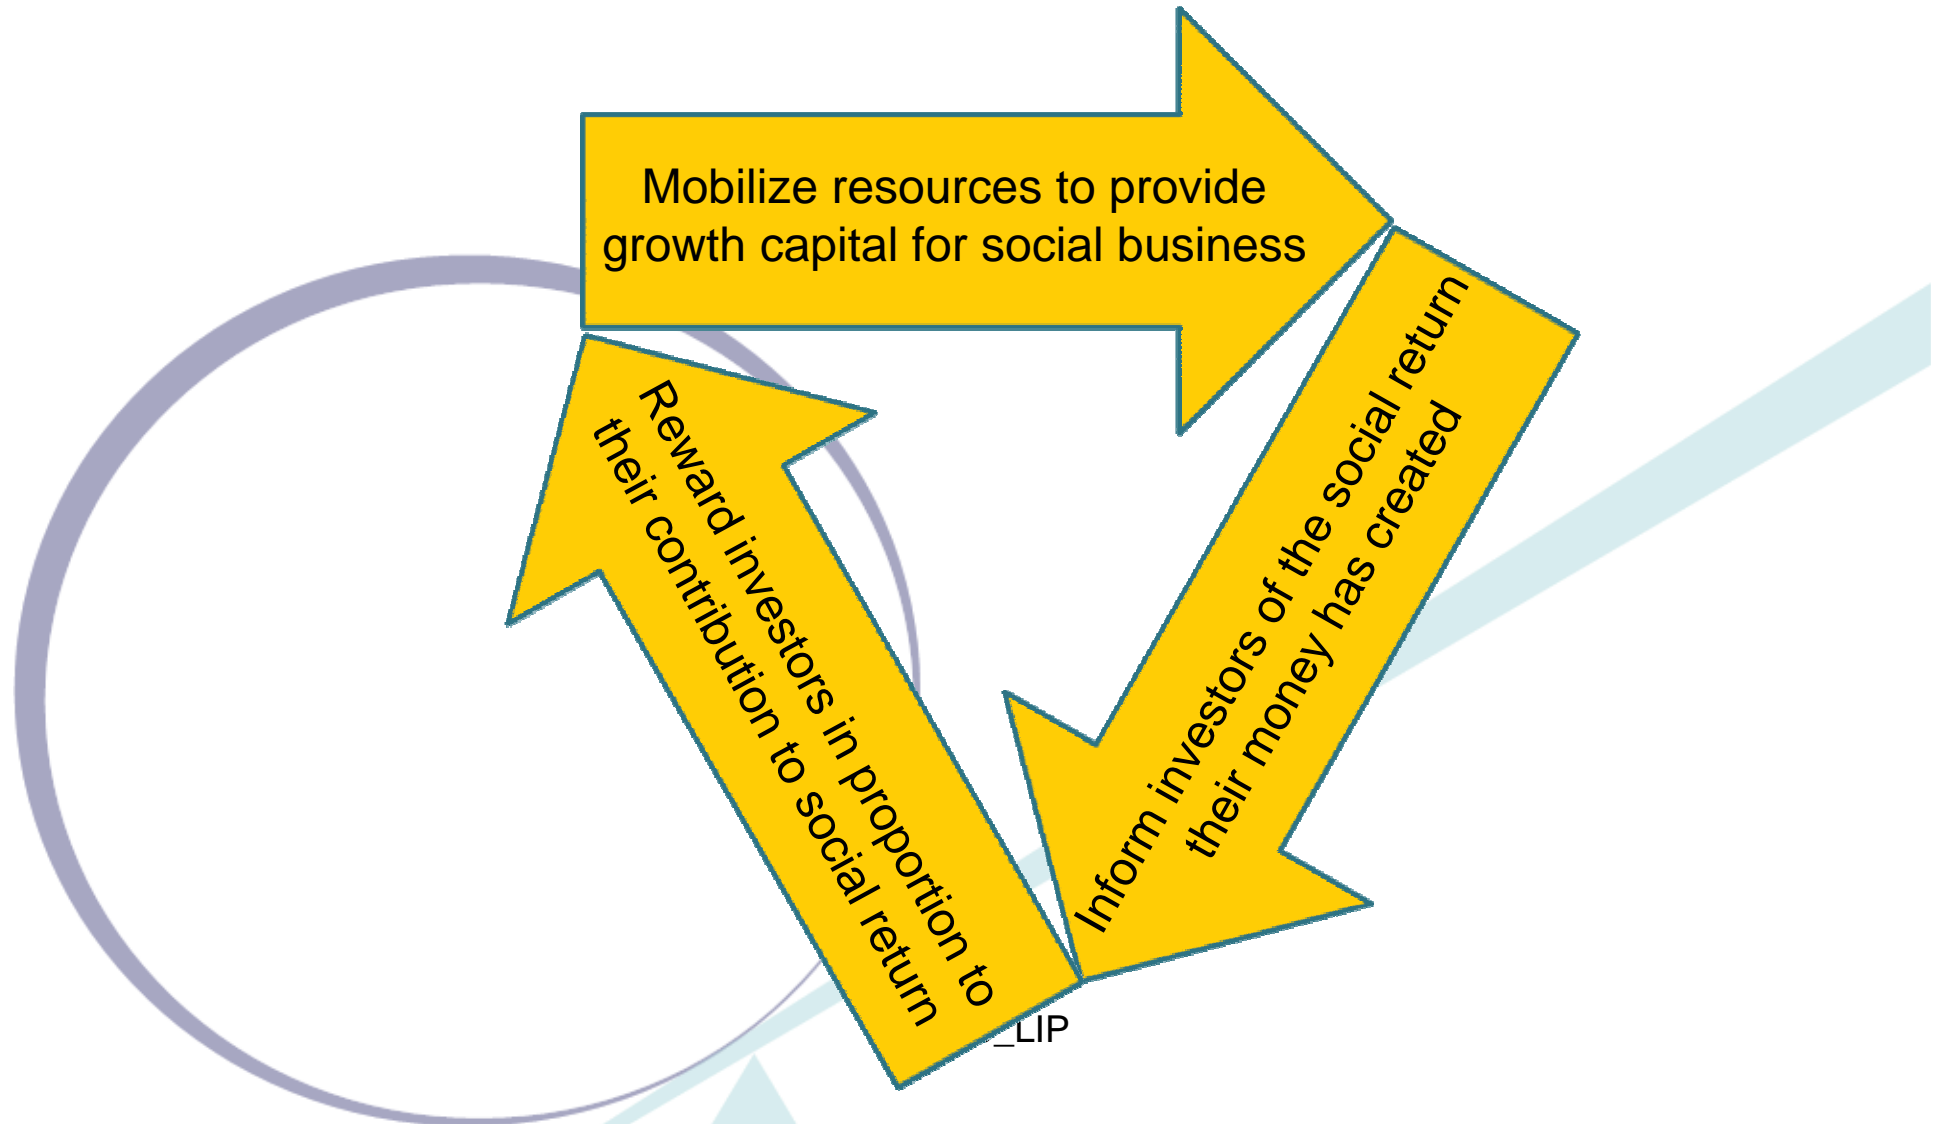 Mobilize resources to provide
growth capital for social business
Inform investors of the social return
their money has created
Reward investors in proportion to
their contribution to social return
_LIP